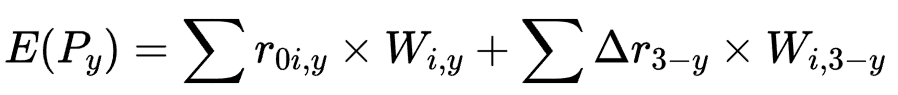 E(P_y) = ∑ r_{0i,y} × W_{i,y} + ∑ Δr_{3−y} × W_{i,3−y}